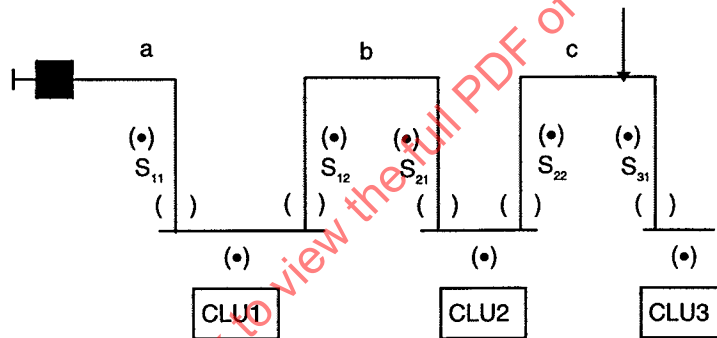 a b c
(•) (•) (•) (•) (•)
S₁₁ S₁₂ S₂₁ S₂₂ S₃₁
( ) ( ) ( ) ( ) ( )
(•) (•) (•)
CLU1 CLU2 CLU3
to view the full PDF of